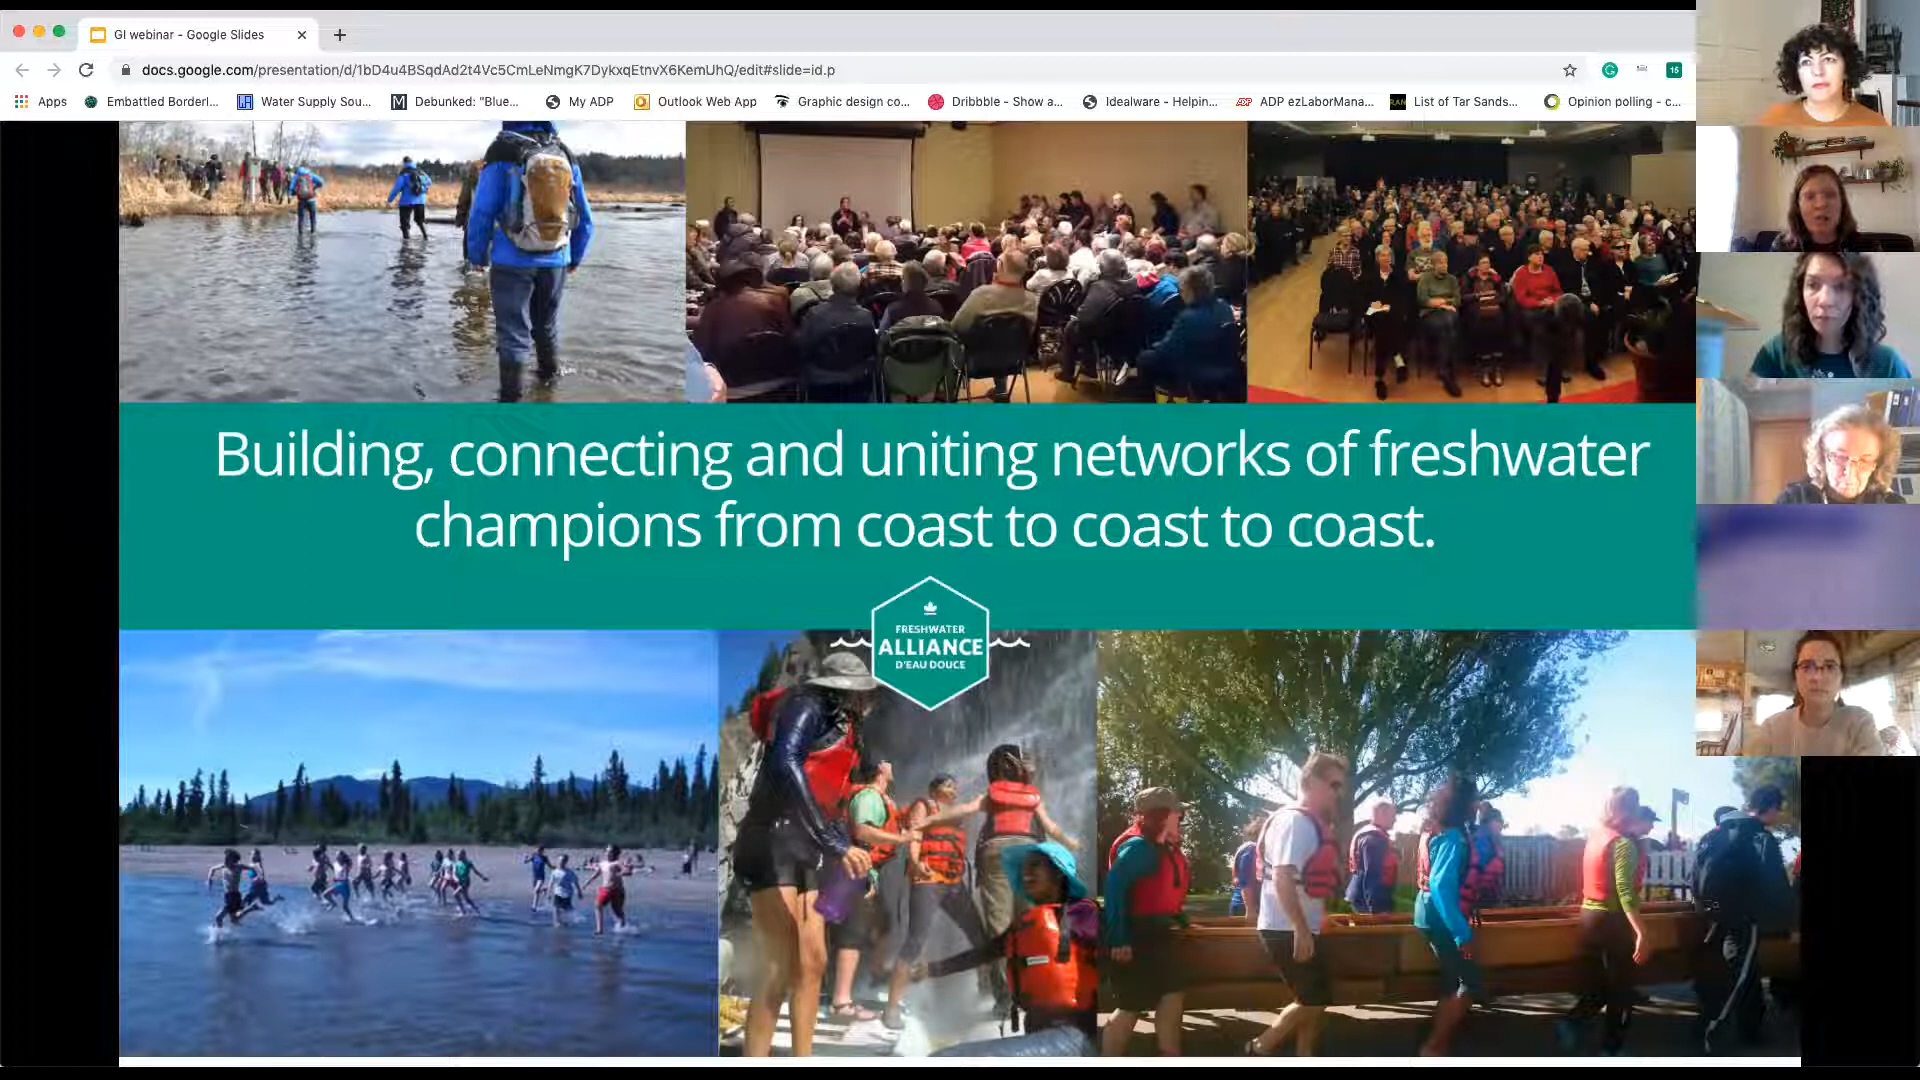 GI webinar - Google Slides
docs.google.com/presentation/d/1bD4u4BSqdAd2t4Vc5CmLeNmgK7DykxqEtnvX6KemUhQ/edit#slide=id.p
15
Apps
Embattled Borderl...
Water Supply Sou...
Debunked: "Blue...
My ADP
Outlook Web App
Graphic design co...
Dribbble - Show a...
Idealware - Helpin...
ADP ezLaborMana...
List of Tar Sands...
Opinion polling - c...
Building, connecting and uniting networks of freshwater
champions from coast to coast to coast.
FRESHWATER
ALLIANCE
D'EAU DOUCE